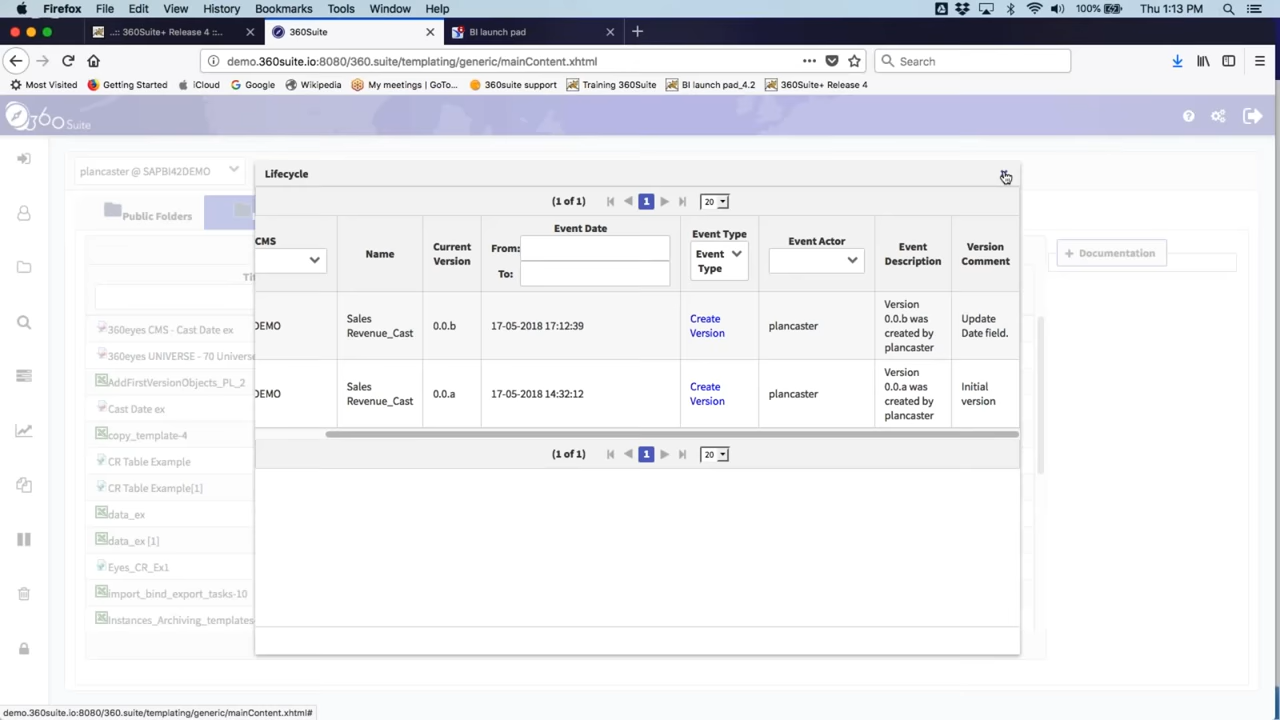 Firefox File Edit View History Bookmarks Tools Window Help 100% Thu 1:13 PM
..:: 360Suite+ Release 4 ::.. 360Suite BI launch pad
demo.360suite.io:8080/360.suite/templating/generic/mainContent.xhtml Search
Most Visited Getting Started iCloud Google Wikipedia My meetings | GoTo... 360suite support Training 360Suite BI launch pad_4.2 360Suite+ Release 4
360 Suite
plancaster @ SAPBI42DEMO
Lifecycle
Public Folders
(1 of 1) 1 20
CMS Name Current Version Event Date From: To: Event Type Event Type Event Actor Event Description Version Comment
+ Documentation
DEMO Sales Revenue_Cast 0.0.b 17-05-2018 17:12:39 Create Version plancaster Version 0.0.b was created by plancaster Update Date field.
DEMO Sales Revenue_Cast 0.0.a 17-05-2018 14:32:12 Create Version plancaster Version 0.0.a was created by plancaster Initial version
(1 of 1) 1 20
360eyes CMS - Cast Date ex
360eyes UNIVERSE - 70 Universe
AddFirstVersionObjects_PL_2
Cast Date ex
copy_template-4
CR Table Example
CR Table Example[1]
data_ex
data_ex [1]
Eyes_CR_Ex1
import_bind_export_tasks-10
Instances_Archiving_templates
demo.360suite.io:8080/360.suite/templating/generic/mainContent.xhtml#